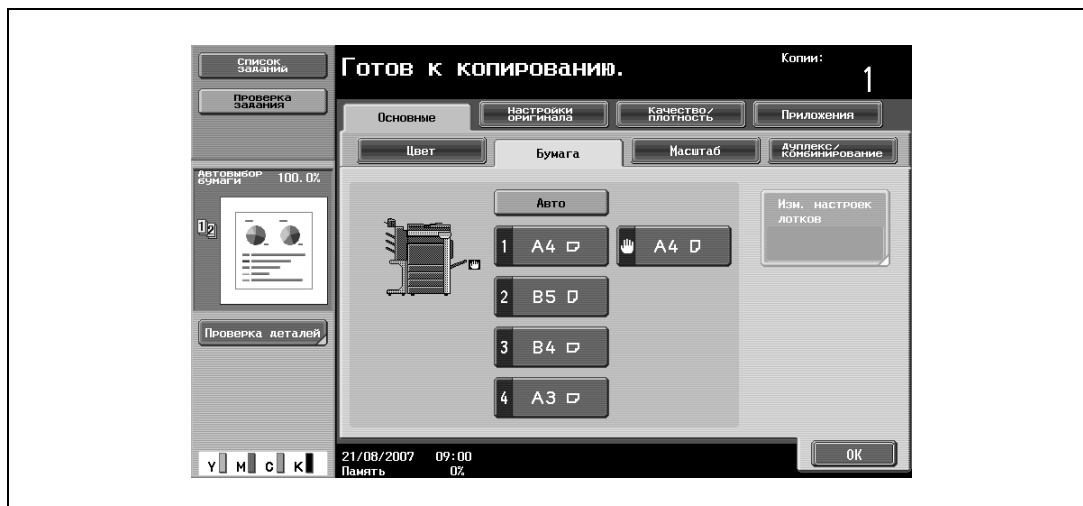 Список
заданий
Готов к копированию.
Копии:
1
Проверка
задания
Основные
Настройки
оригинала
Качество/
плотность
Приложения
Цвет
Бумага
Масштаб
Дуплекс/
комбинирование
Автовыбор
бумаги
100.0%
1 2
Авто
Изм. настроек
лотков
1 A4
A4
2 B5
3 B4
4 A3
Проверка деталей
Y M C K
21/08/2007 09:00
Память 0%
OK